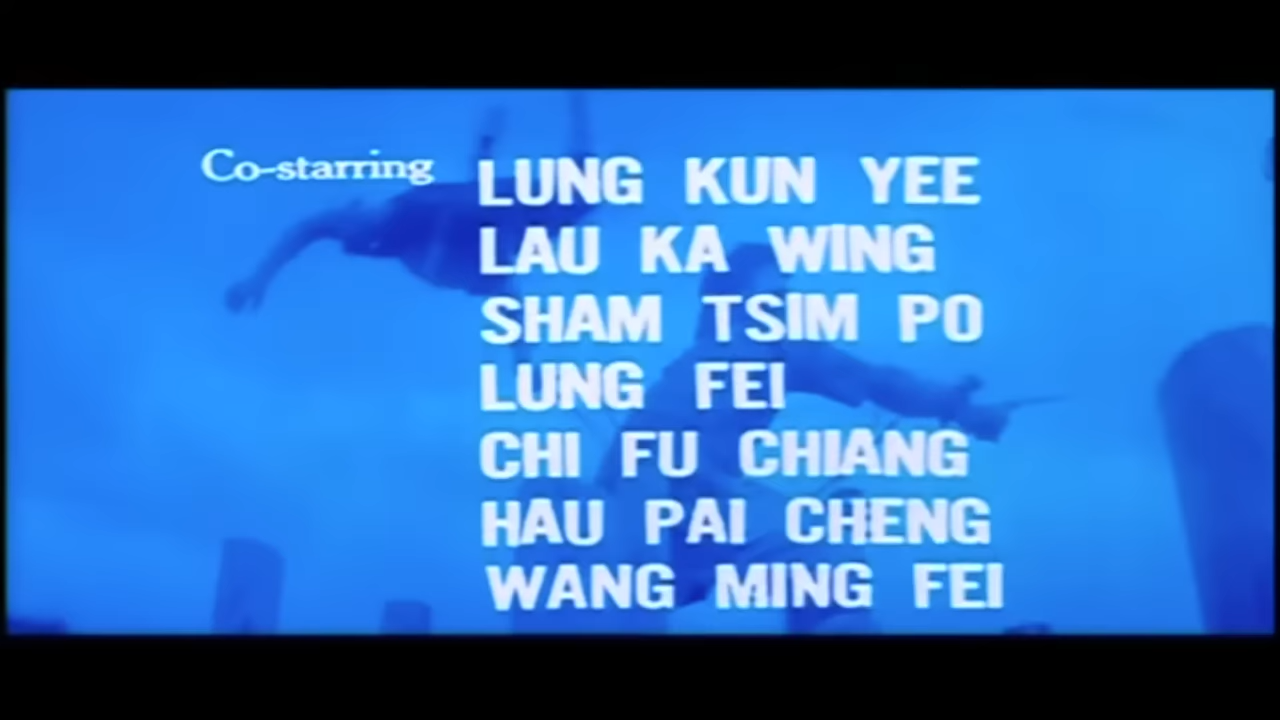 Co-starring LUNG KUN YEE
LAU KA WING
SHAM TSIM PO
LUNG FEI
CHI FU CHIANG
HAU PAI CHENG
WANG MING FEI